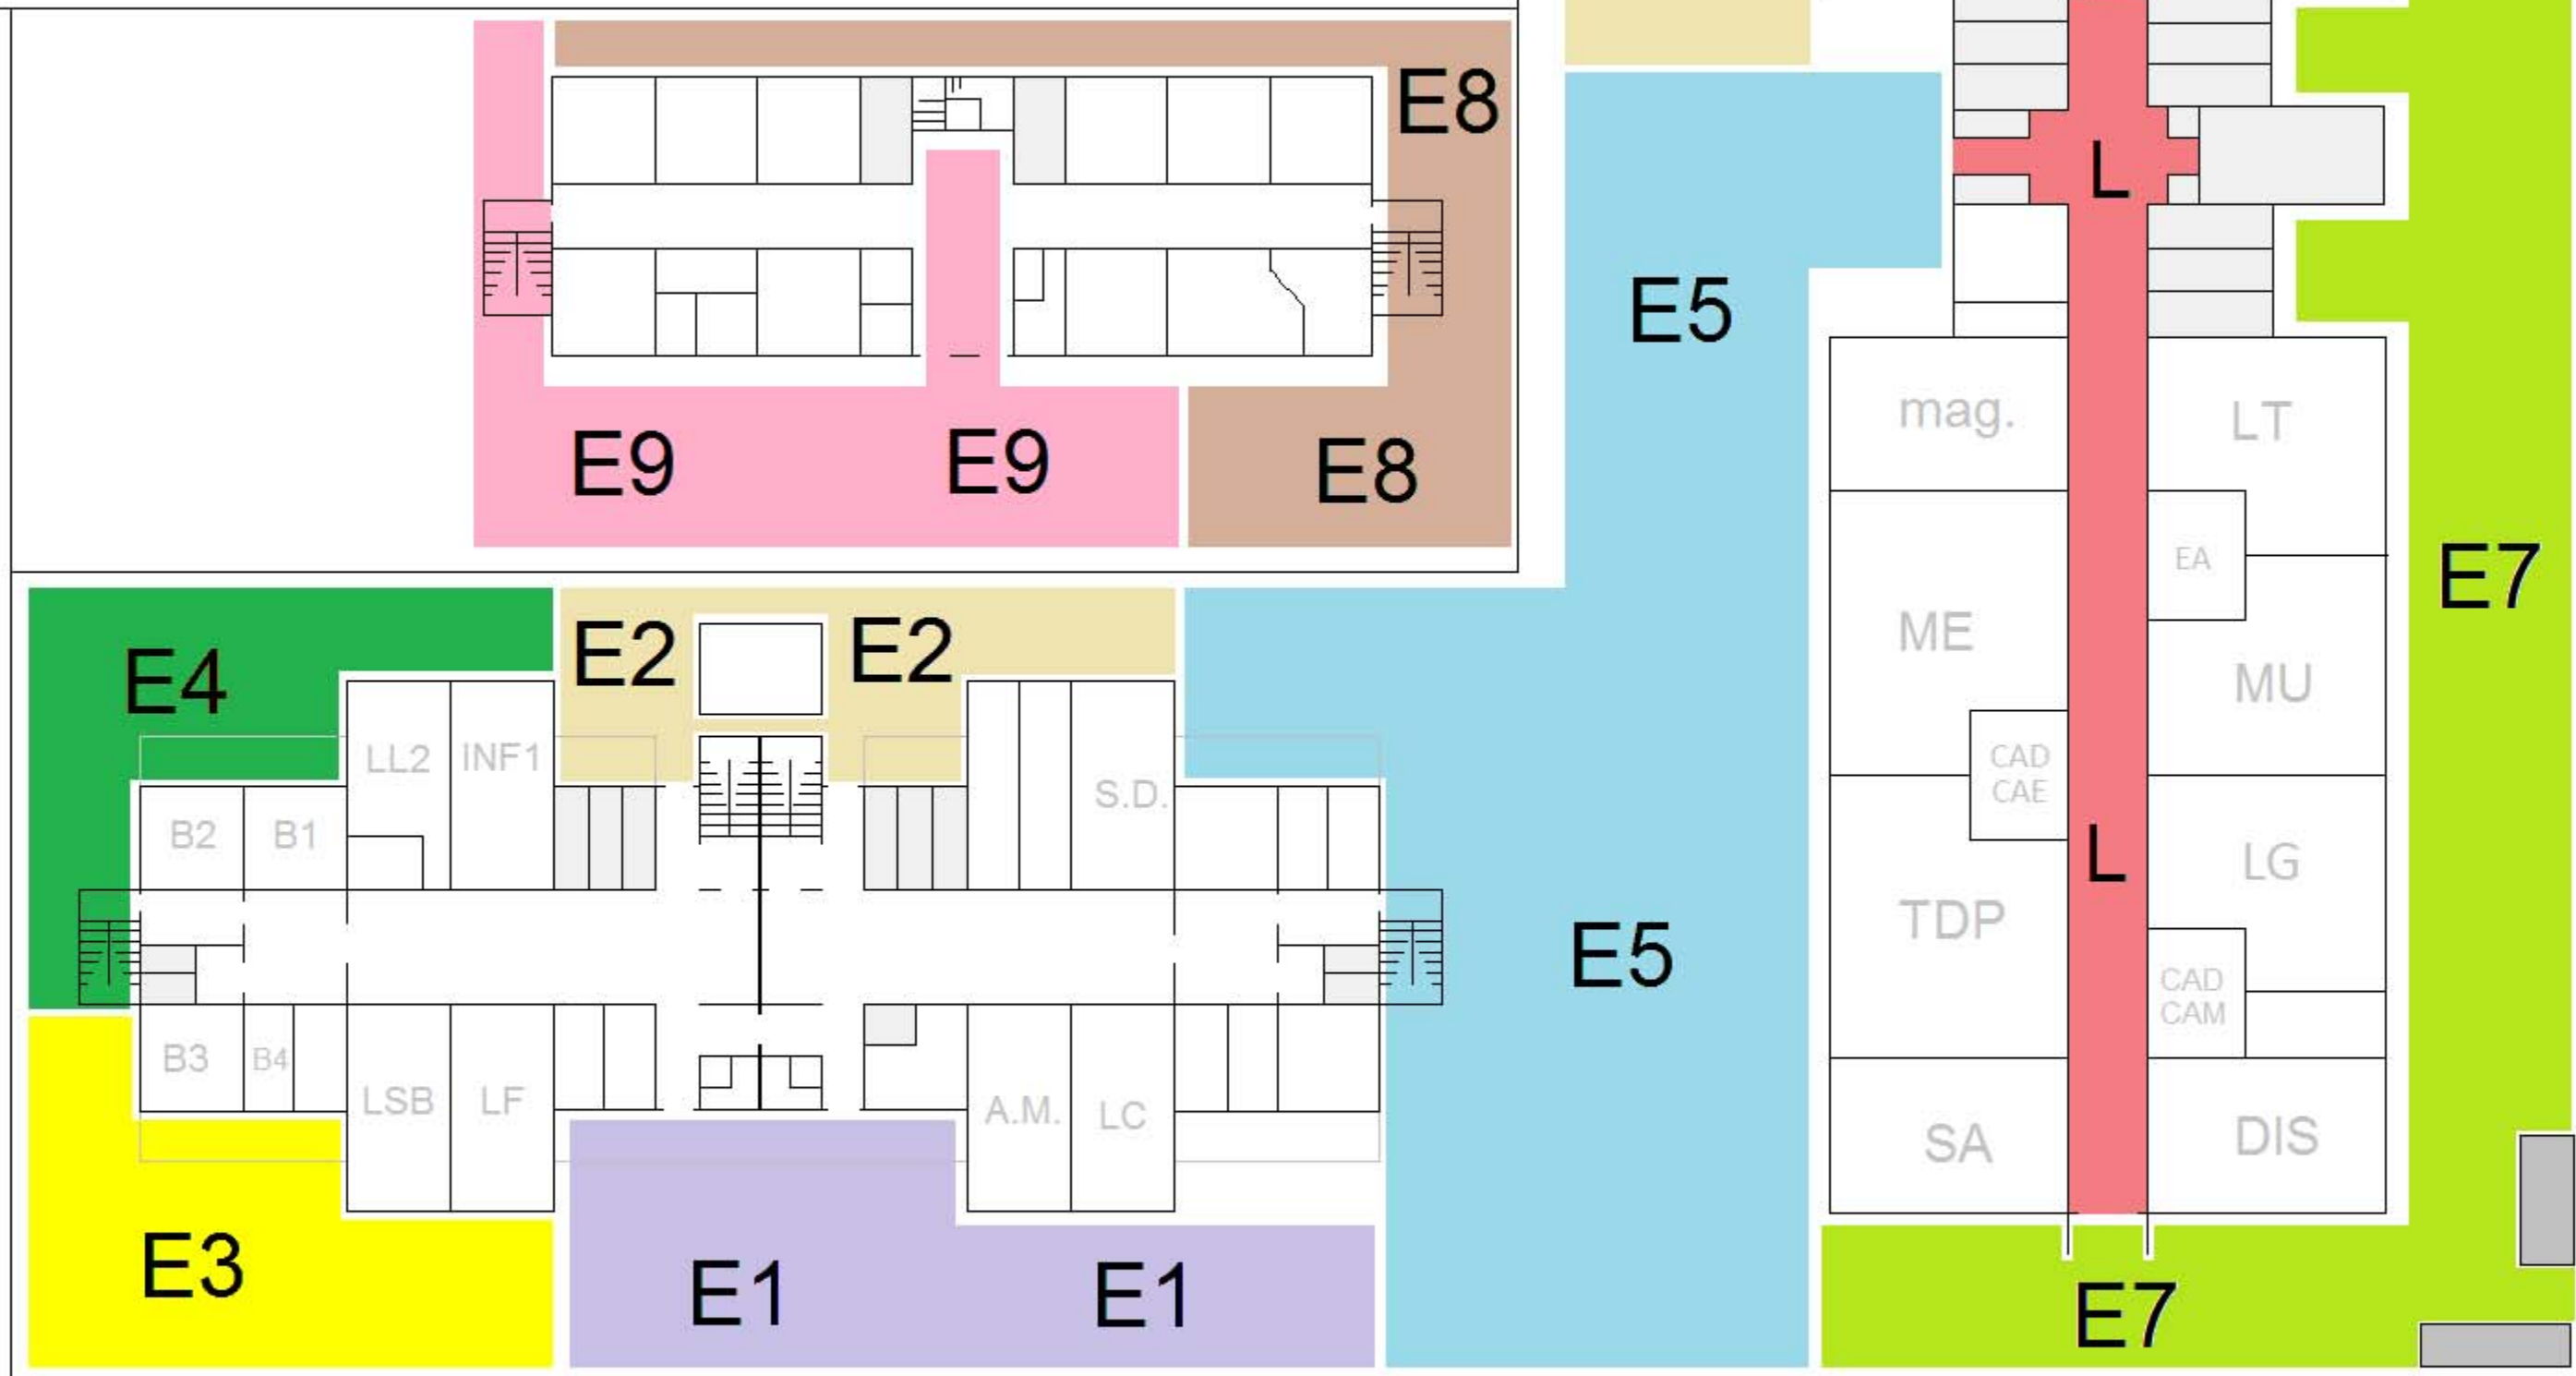 E8
L
E5
E9
E9
E8
mag.
LT
EA
E7
E4
E2
E2
ME
MU
LL2
INF1
S.D.
CAD
CAE
B2
B1
L
LG
TDP
E5
CAD
CAM
B3
B4
LSB
LF
A.M.
LC
SA
DIS
E3
E1
E1
E7